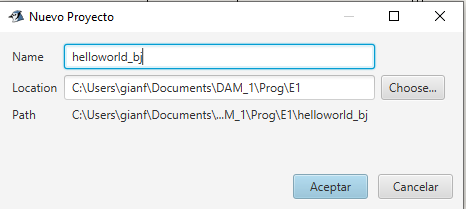 Nuevo Proyecto
Name helloworld_bj
Location C:\Users\gianf\Documents\DAM_1\Prog\E1 Choose...
Path C:\Users\gianf\Documents\...M_1\Prog\E1\helloworld_bj
Aceptar Cancelar